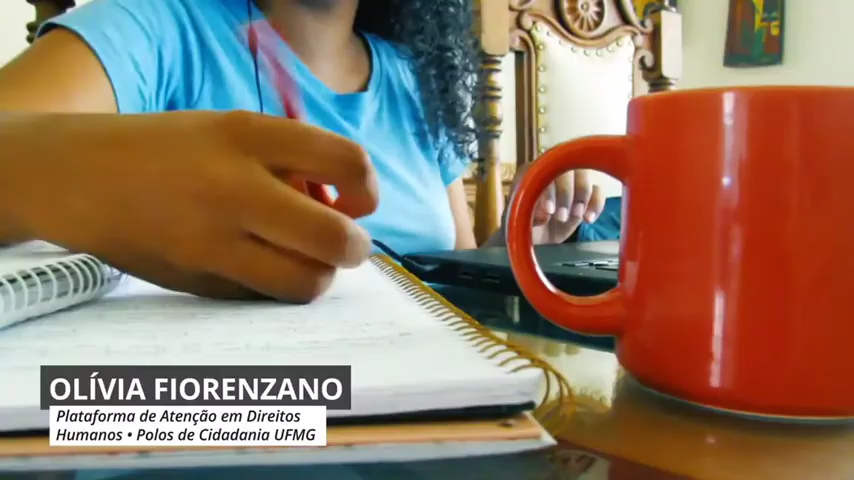 OLÍVIA FIORENZANO
Plataforma de Atenção em Direitos
Humanos • Polos de Cidadania UFMG